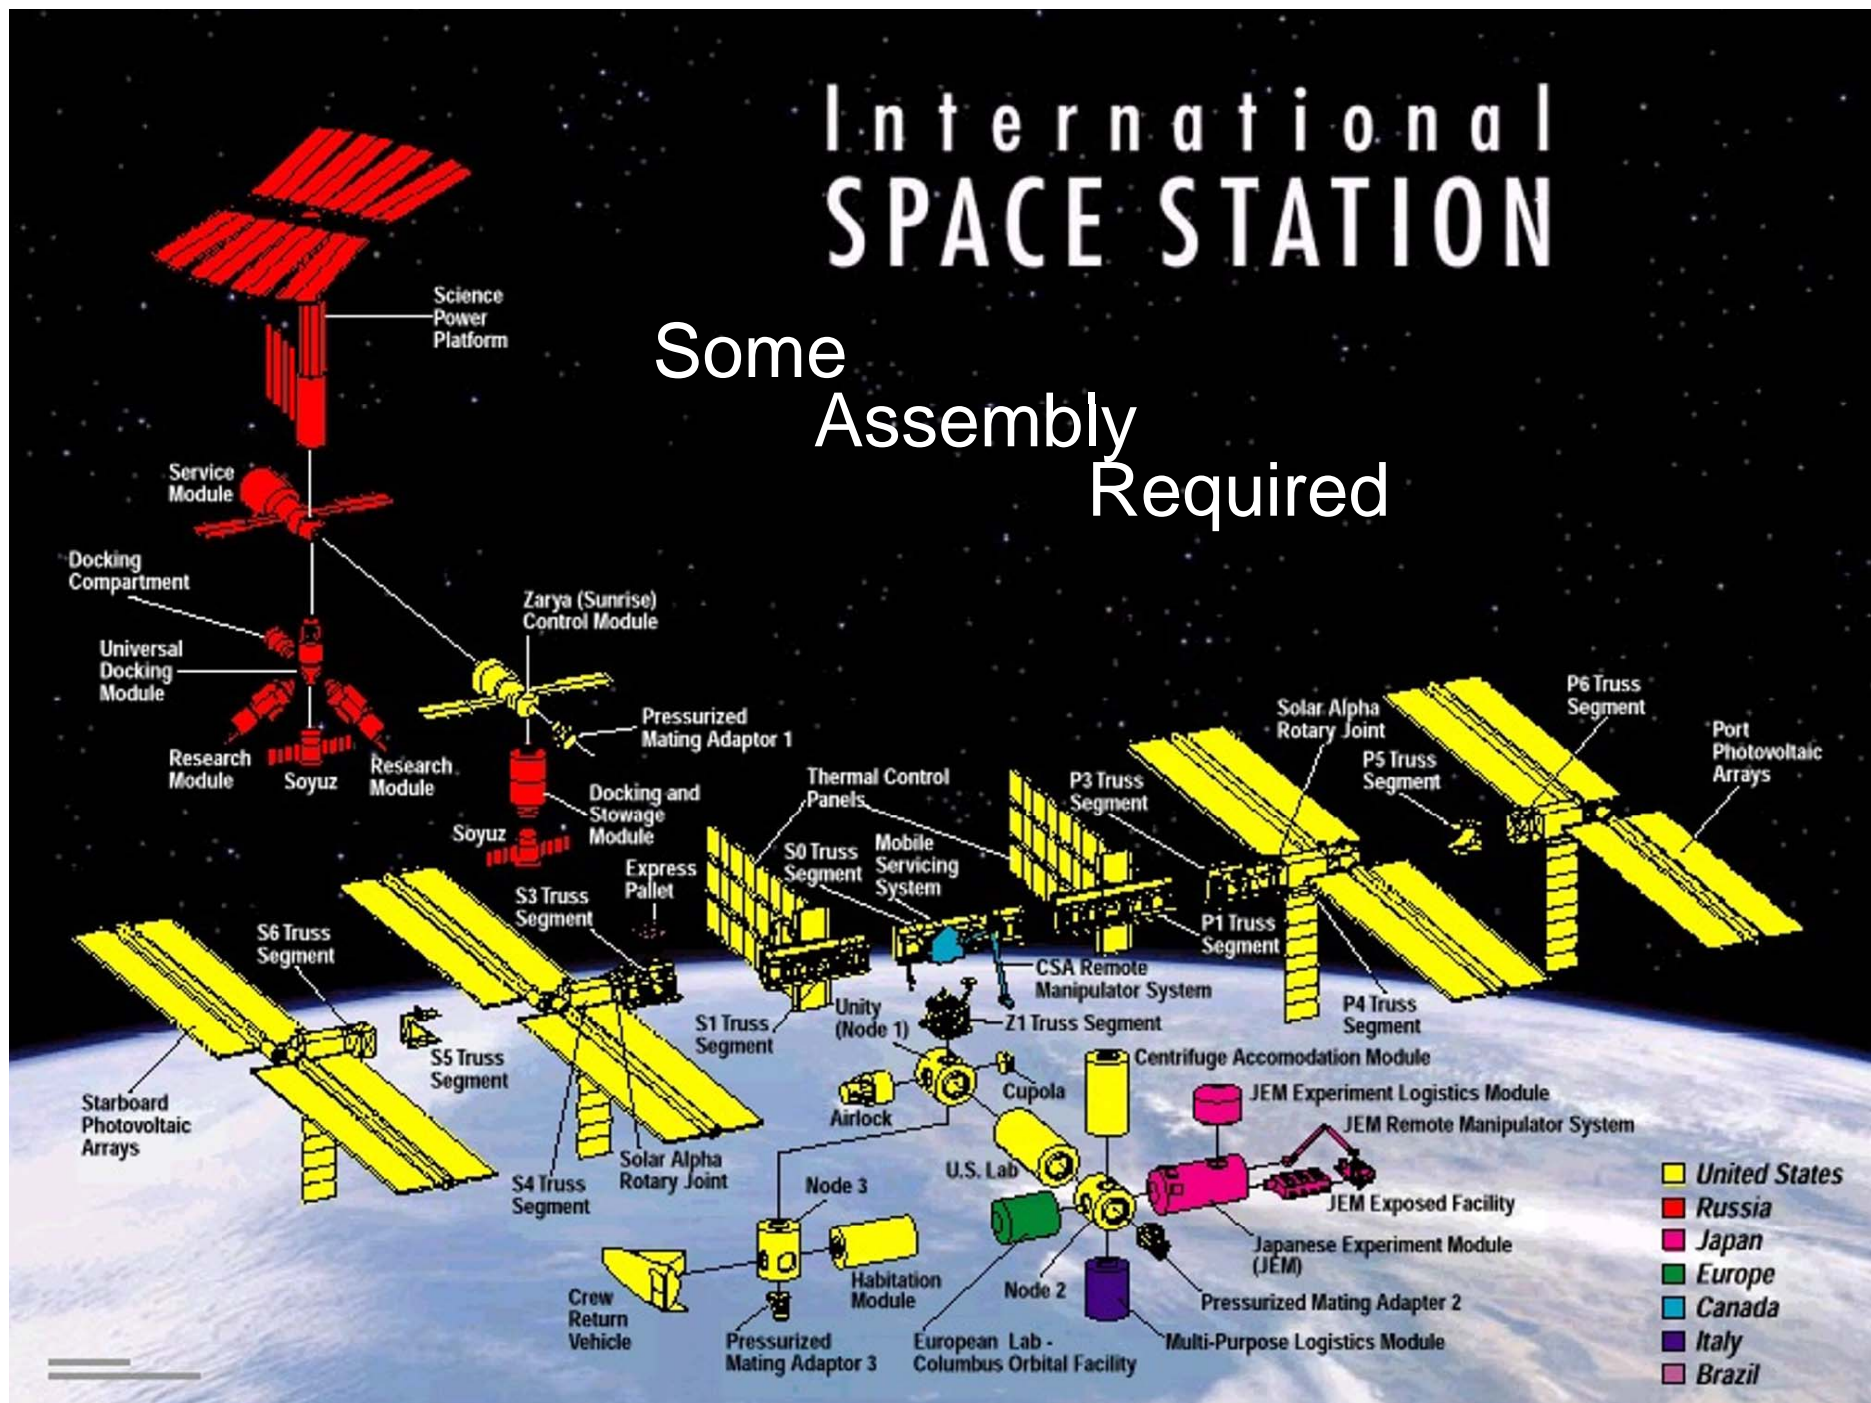 International
SPACE STATION
Some
Assembly
Required
Science
Power
Platform
Service
Module
Docking
Compartment
Universal
Docking
Module
Research
Module
Soyuz
Research
Module
Zarya (Sunrise)
Control Module
Pressurized
Mating Adaptor 1
Docking and
Stowage
Module
Soyuz
Express
Pallet
Thermal Control
Panels
S0 Truss
Segment
Mobile
Servicing
System
P3 Truss
Segment
Solar Alpha
Rotary Joint
P5 Truss
Segment
P6 Truss
Segment
Port
Photovoltaic
Arrays
S3 Truss
Segment
S6 Truss
Segment
S5 Truss
Segment
Starboard
Photovoltaic
Arrays
S4 Truss
Segment
Solar Alpha
Rotary Joint
S1 Truss
Segment
Unity
(Node 1)
CSA Remote
Manipulator System
Z1 Truss Segment
P1 Truss
Segment
P4 Truss
Segment
Centrifuge Accomodation Module
Cupola
Airlock
JEM Experiment Logistics Module
JEM Remote Manipulator System
U.S. Lab
Node 3
JEM Exposed Facility
Japanese Experiment Module
(JEM)
Habitation
Module
Node 2
Crew
Return
Vehicle
Pressurized
Mating Adaptor 3
European Lab -
Columbus Orbital Facility
Pressurized Mating Adapter 2
Multi-Purpose Logistics Module
United States
Russia
Japan
Europe
Canada
Italy
Brazil